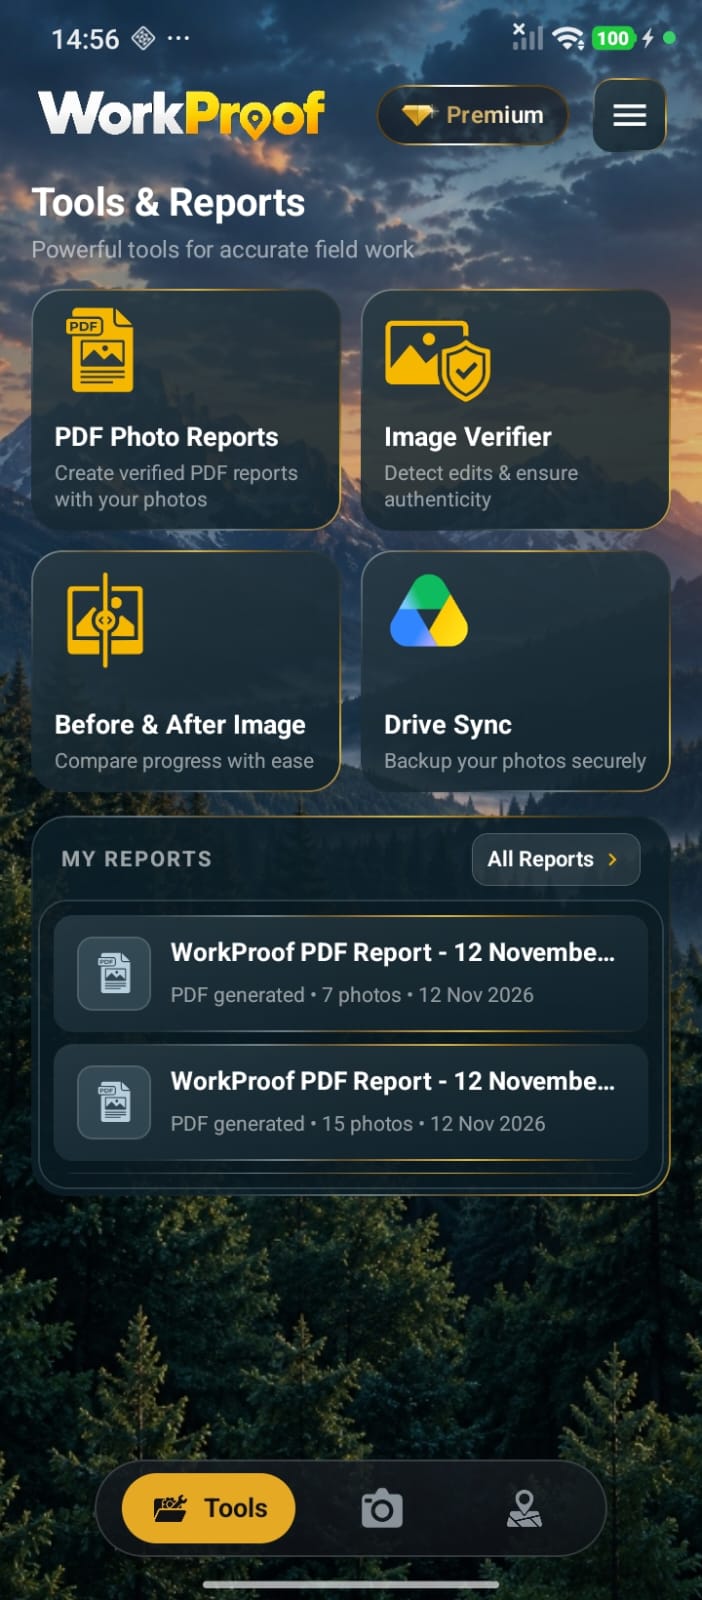 14:56
100
WorkProof
Premium
Tools & Reports
Powerful tools for accurate field work
PDF
PDF Photo Reports
Create verified PDF reports
with your photos
Image Verifier
Detect edits & ensure
authenticity
Before & After Image
Compare progress with ease
Drive Sync
Backup your photos securely
MY REPORTS
All Reports
PDF
WorkProof PDF Report - 12 Novembe...
PDF generated • 7 photos • 12 Nov 2026
PDF
WorkProof PDF Report - 12 Novembe...
PDF generated • 15 photos • 12 Nov 2026
Tools